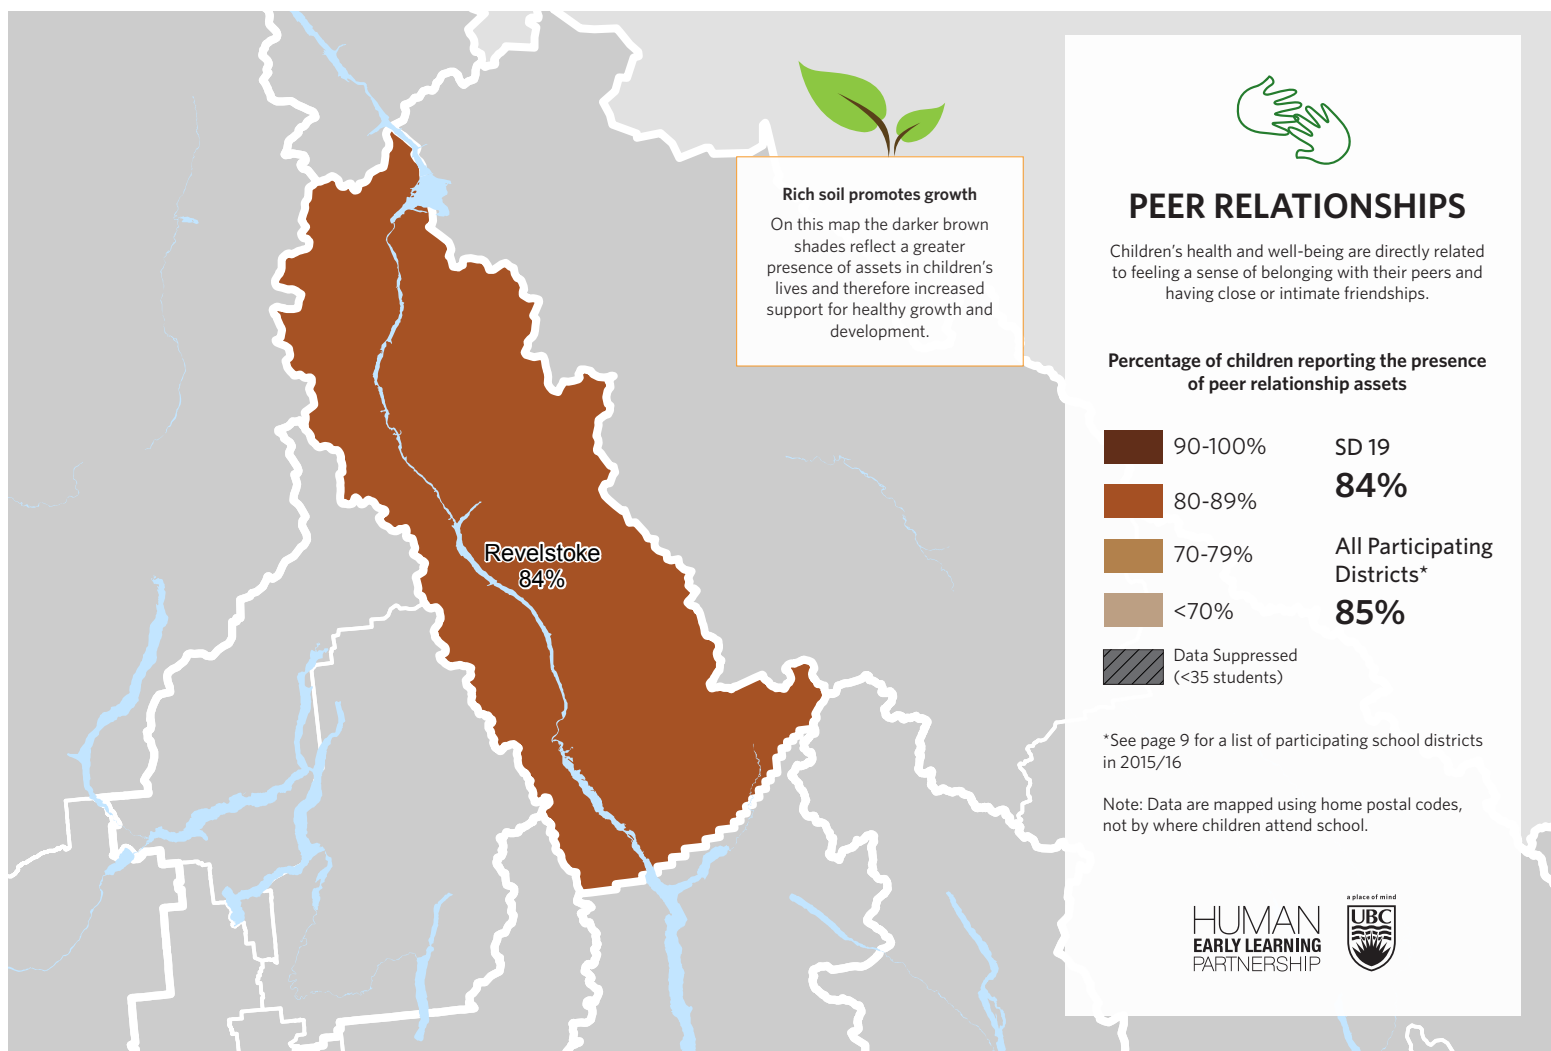 Rich soil promotes growth
On this map the darker brown
shades reflect a greater
presence of assets in children’s
lives and therefore increased
support for healthy growth and
development.
Revelstoke
84%
PEER RELATIONSHIPS
Children’s health and well-being are directly related
to feeling a sense of belonging with their peers and
having close or intimate friendships.
Percentage of children reporting the presence
of peer relationship assets
90-100%
80-89%
70-79%
<70%
Data Suppressed
(<35 students)
SD 19
84%
All Participating
Districts*
85%
*See page 9 for a list of participating school districts
in 2015/16
Note: Data are mapped using home postal codes,
not by where children attend school.
HUMAN
EARLY LEARNING
PARTNERSHIP
a place of mind
UBC